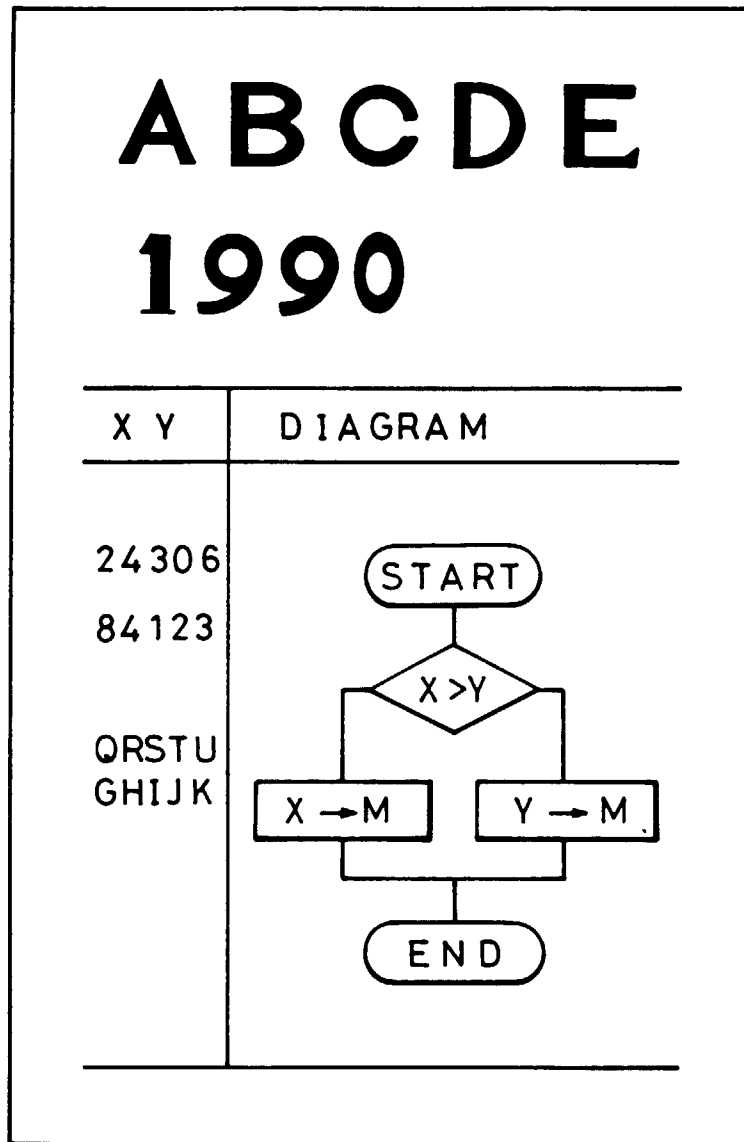 ABCDE
1990
X Y
DIAGRAM
24306
84123
QRSTU
GHIJK
START
X >Y
X → M
Y → M
END